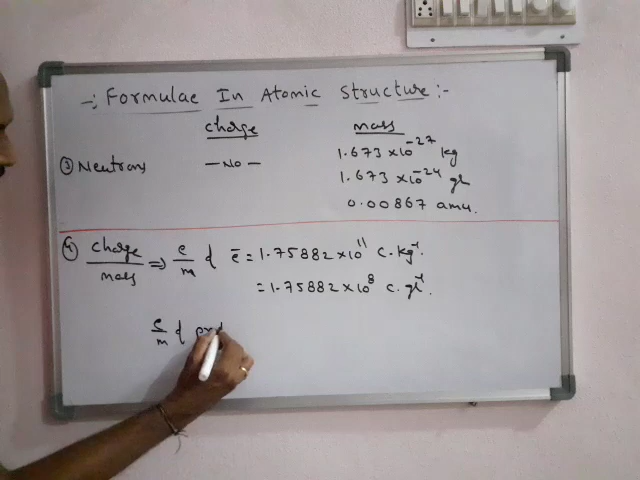 -: Formulae In Atomic Structure :-
charge mass
③ Neutrons — No — 1.673 × 10⁻²⁷ kg
1.673 × 10⁻²⁴ gr
0.00867 amu.
4) charge/mass ⇒ e/m { ē = 1.75882 × 10¹¹ C.kg⁻¹.
= 1.75882 × 10⁸ C.gr⁻¹.
e/m {